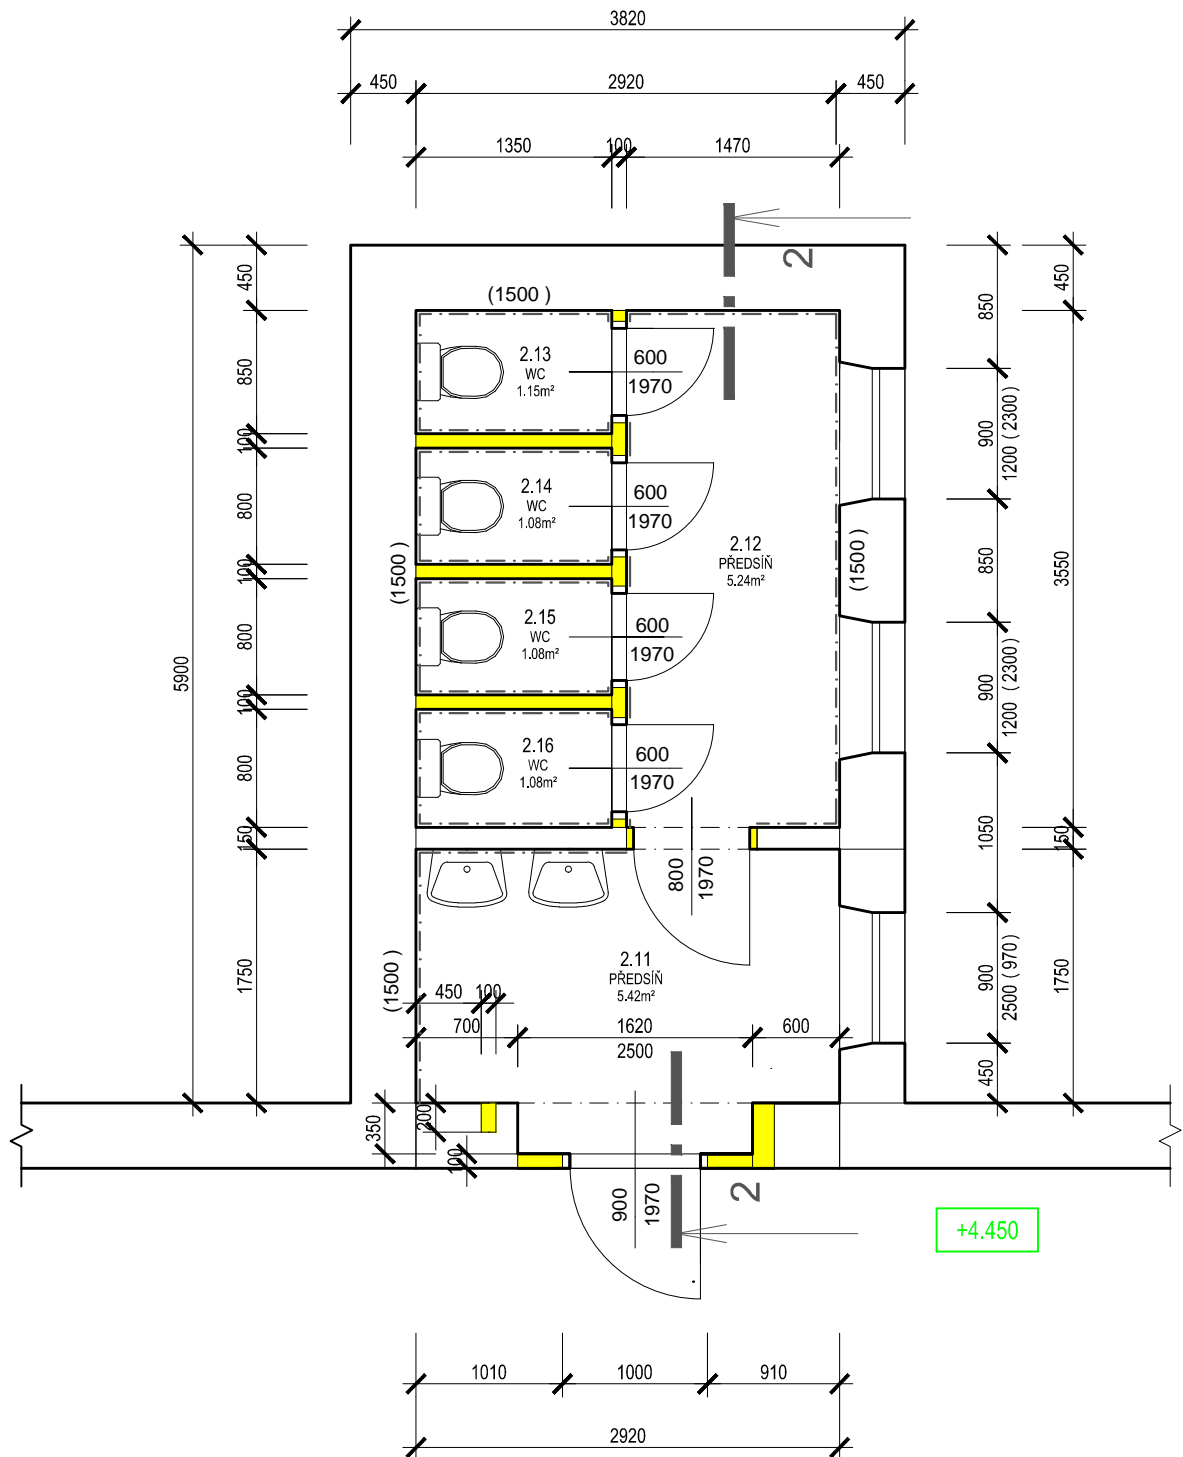 3820
450 2920 450
1350 100 1470
2
(1500 )
450
850
100
800
100
800
100
800
150
1750
5900
2.13
WC
1.15m²
600
1970
2.14
WC
1.08m²
600
1970
2.15
WC
1.08m²
600
1970
2.16
WC
1.08m²
600
1970
(1500 )
2.12
PŘEDSÍŇ
5.24m²
(1500 )
850
900
1200 ( 2300 )
850
900
1200 ( 2300 )
1050
900
2500 ( 970 )
450
450
3550
150
1750
800
1970
2.11
PŘEDSÍŇ
5.42m²
(1500 )
450 100
700 1620 600
2500
350
200
100
900
1970
2
+4.450
1010 1000 910
2920